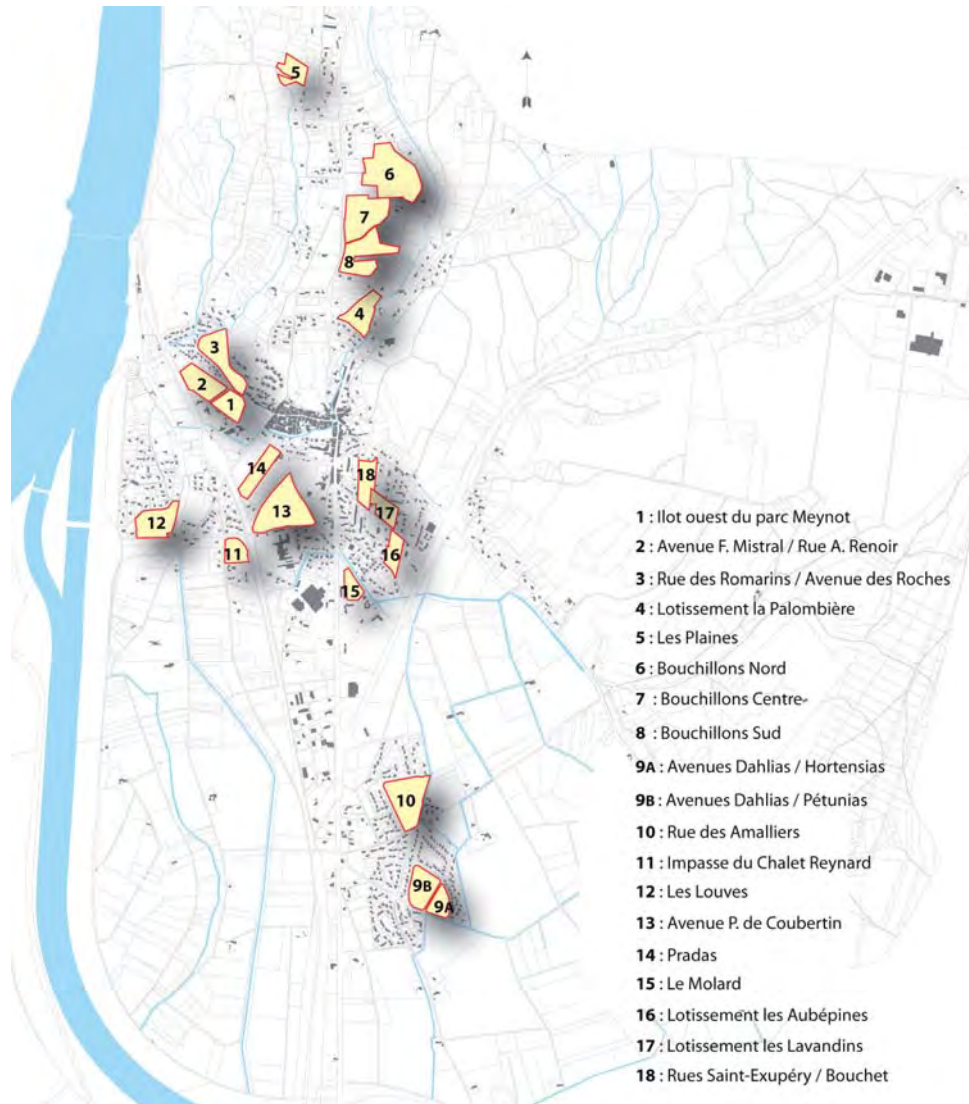 5
6
7
8
4
3
2
1
14
18
13
17
12
11
16
15
10
9B
9A
1 : Ilot ouest du parc Meynot
2 : Avenue F. Mistral / Rue A. Renoir
3 : Rue des Romarins / Avenue des Roches
4 : Lotissement la Palombière
5 : Les Plaines
6 : Bouchillons Nord
7 : Bouchillons Centre
8 : Bouchillons Sud
9A : Avenues Dahlias / Hortensias
9B : Avenues Dahlias / Pétunias
10 : Rue des Amalliers
11 : Impasse du Chalet Reynard
12 : Les Louves
13 : Avenue P. de Coubertin
14 : Pradas
15 : Le Molard
16 : Lotissement les Aubépines
17 : Lotissement les Lavandins
18 : Rues Saint-Exupéry / Bouchet